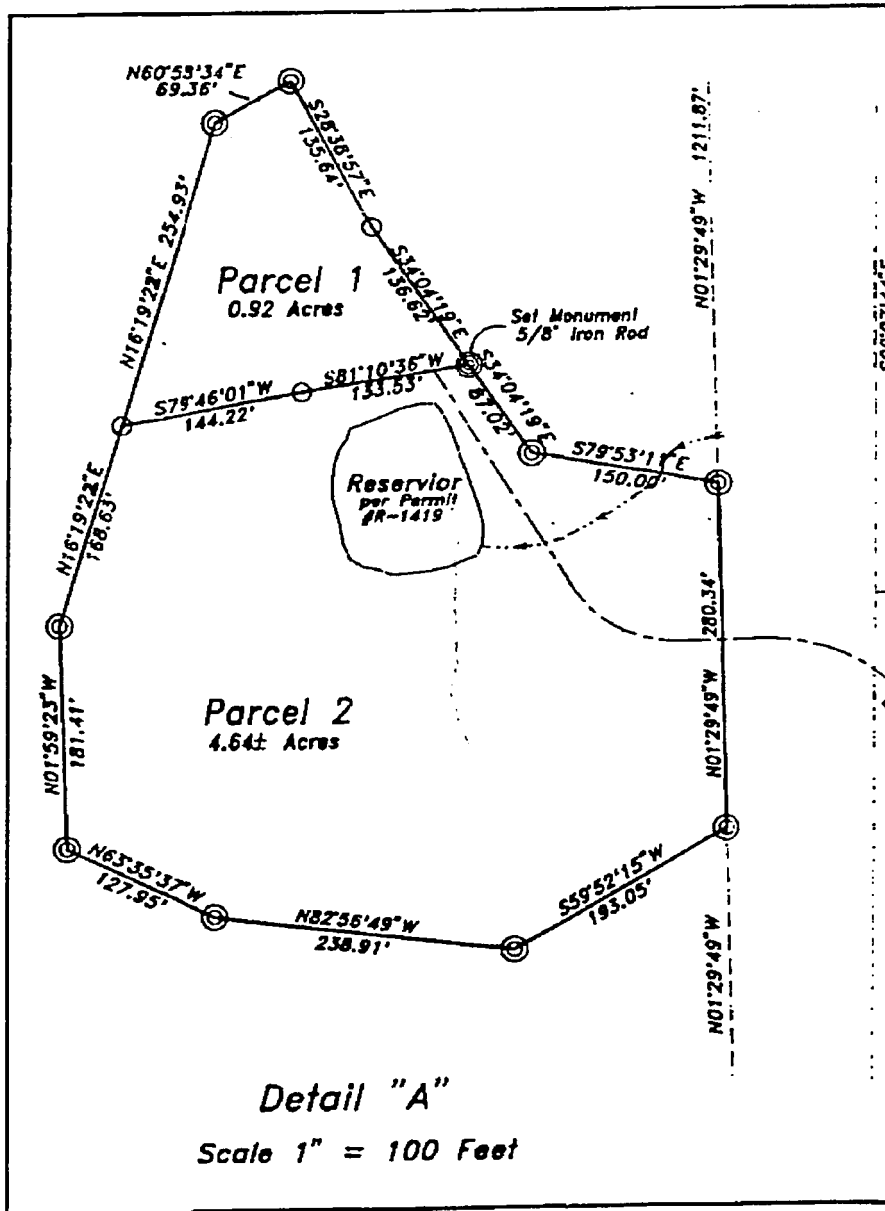 N60°53'34"E
69.36'
S28°38'57"E
135.64'
N01°29'49"W 1211.87'
N16°19'22"E 254.93'
Parcel 1
0.92 Acres
S34°04'19"E
136.62'
Set Monument
5/8" Iron Rod
S79°46'01"W
144.22'
S81°10'36"W
133.53'
S34°04'19"E
87.02'
S79°53'11"E
150.00'
Reservior
per Permit
#R-1419
N16°19'22"E
168.63'
280.34'
N01°29'49"W
Parcel 2
4.64± Acres
N01°59'23"W
181.41'
N63°35'37"W
127.95'
N82°56'49"W
238.91'
S59°52'15"W
193.05'
N01°29'49"W
Detail "A"
Scale 1" = 100 Feet